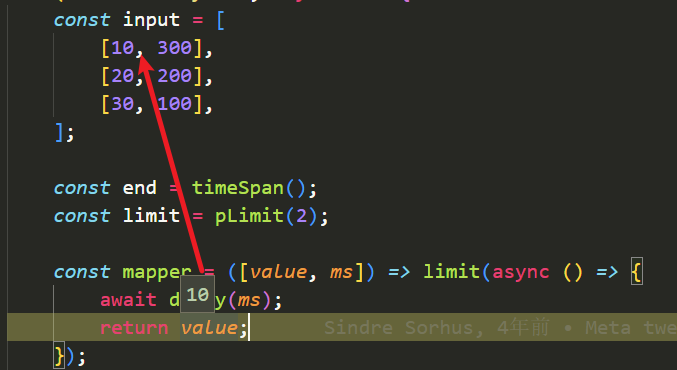 const input = [
[10, 300],
[20, 200],
[30, 100],
];
const end = timeSpan();
const limit = pLimit(2);
const mapper = ([value, ms]) => limit(async () => {
10
await d y(ms);
return value; Sindre Sorhus, 4年前 • Meta twe
});